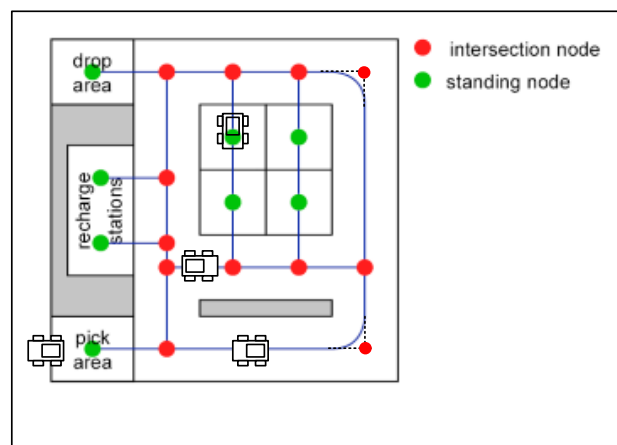 drop
area
intersection node
standing node
recharge
stations
pick
area